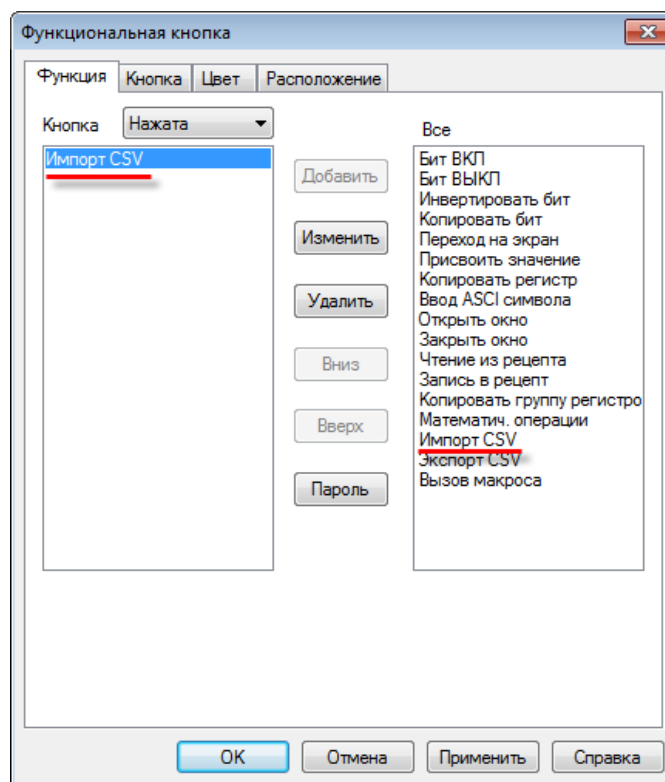 Функциональная кнопка
Функция Кнопка Цвет Расположение
Кнопка Нажата
Все
Импорт CSV
Добавить
Изменить
Удалить
Вниз
Вверх
Пароль
Бит ВКЛ
Бит ВЫКЛ
Инвертировать бит
Копировать бит
Переход на экран
Присвоить значение
Копировать регистр
Ввод ASCI символа
Открыть окно
Закрыть окно
Чтение из рецепта
Запись в рецепт
Копировать группу регистро
Математич. операции
Импорт CSV
Экспорт CSV
Вызов макроса
OK Отмена Применить Справка